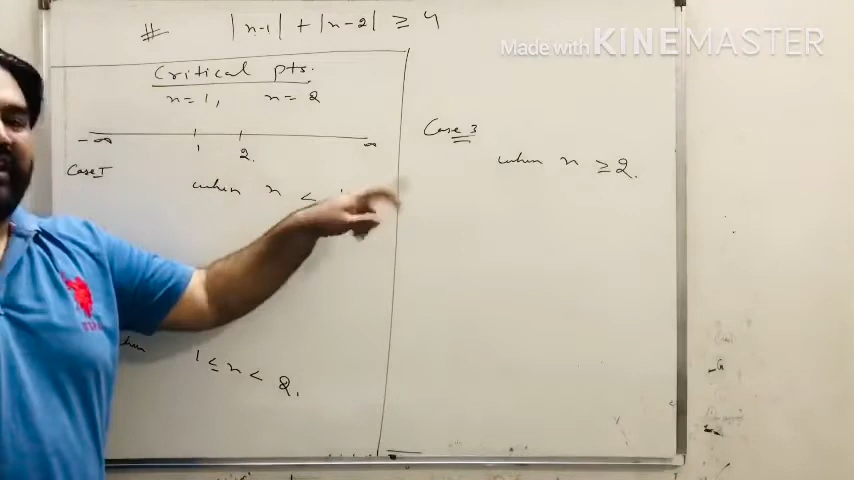 # |x-1| + |x-2| ≥ 4
Made with KINEMASTER
Critical pts.
x=1, x=2
-∞ 1 2. ∞
Case I
when x <
1 ≤ x < 2.
Case 3
when x ≥ 2.